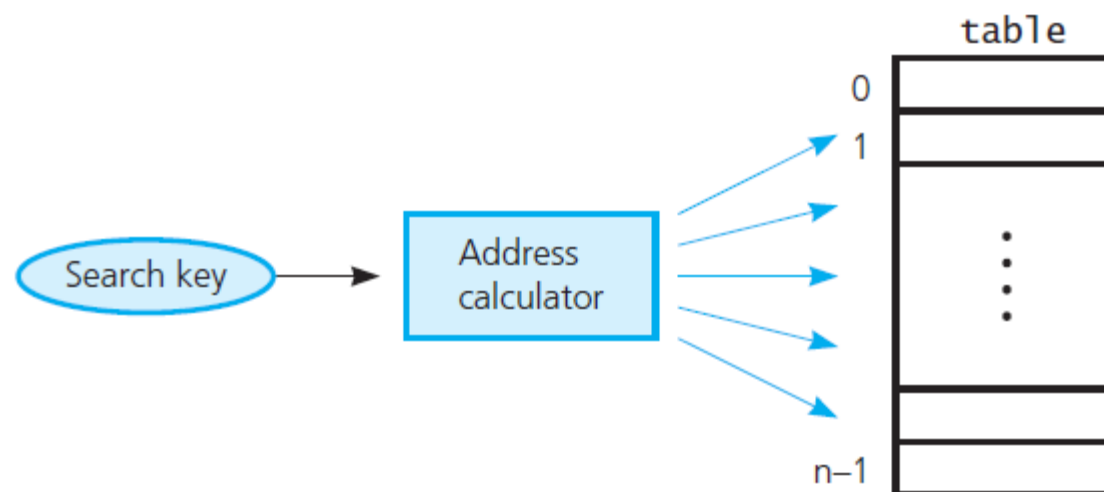 table
0
1
Search key
Address
calculator
n–1